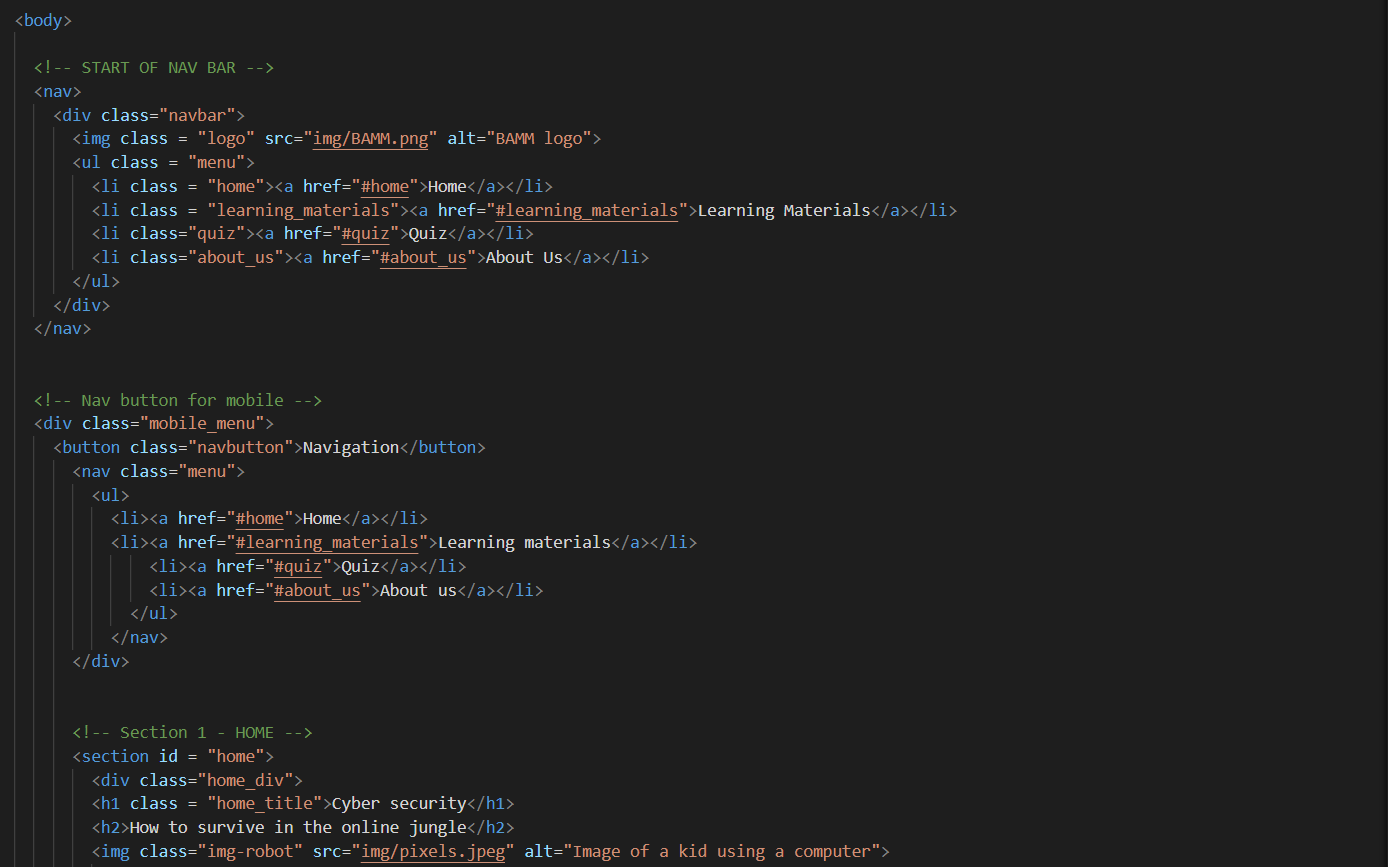 <body>
<!-- START OF NAV BAR -->
<nav>
<div class="navbar">
<img class = "logo" src="img/BAMM.png" alt="BAMM logo">
<ul class = "menu">
<li class = "home"><a href="#home">Home</a></li>
<li class = "learning_materials"><a href="#learning_materials">Learning Materials</a></li>
<li class="quiz"><a href="#quiz">Quiz</a></li>
<li class="about_us"><a href="#about_us">About Us</a></li>
</ul>
</div>
</nav>
<!-- Nav button for mobile -->
<div class="mobile_menu">
<button class="navbutton">Navigation</button>
<nav class="menu">
<ul>
<li><a href="#home">Home</a></li>
<li><a href="#learning_materials">Learning materials</a></li>
<li><a href="#quiz">Quiz</a></li>
<li><a href="#about_us">About us</a></li>
</ul>
</nav>
</div>
<!-- Section 1 - HOME -->
<section id = "home">
<div class="home_div">
<h1 class = "home_title">Cyber security</h1>
<h2>How to survive in the online jungle</h2>
<img class="img-robot" src="img/pixels.jpeg" alt="Image of a kid using a computer">